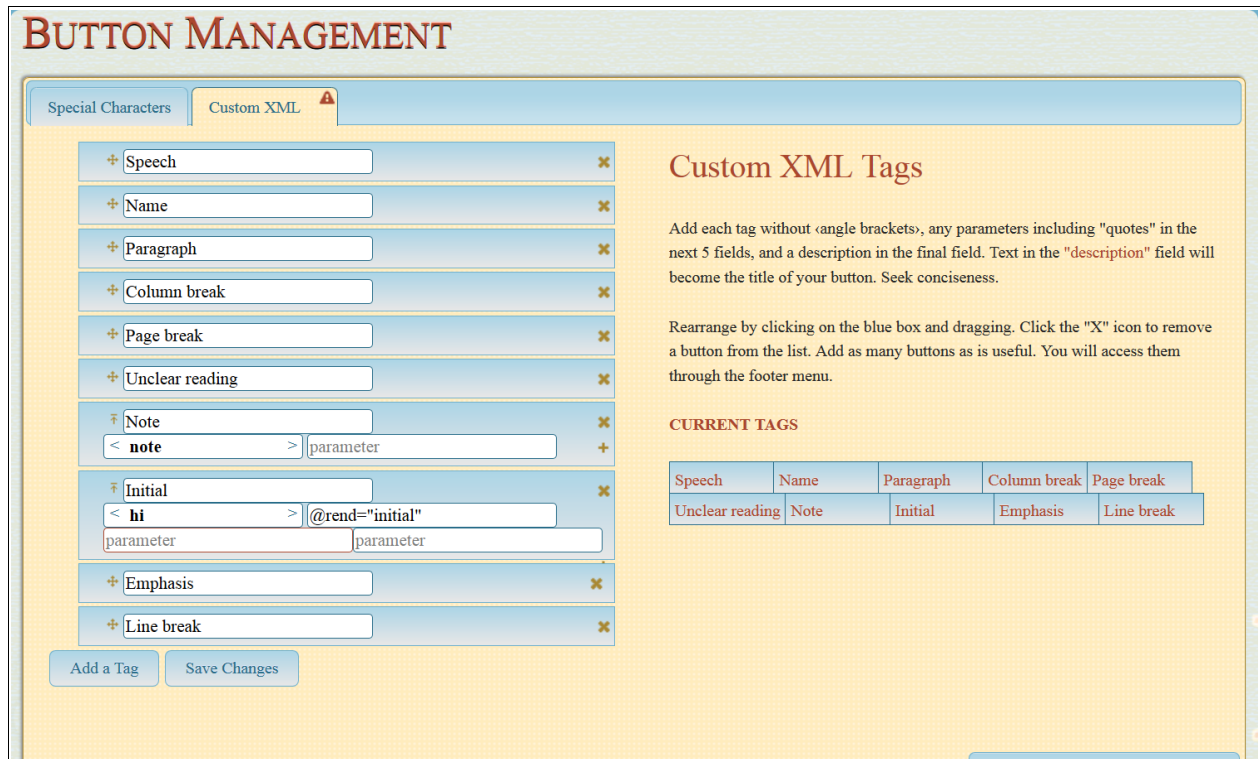 BUTTON MANAGEMENT
Special Characters
Custom XML
Speech
Name
Paragraph
Column break
Page break
Unclear reading
Note
< note > parameter
Initial
< hi > @rend="initial"
parameter parameter
Emphasis
Line break
Add a Tag
Save Changes
Custom XML Tags
Add each tag without ‹angle brackets›, any parameters including "quotes" in the
next 5 fields, and a description in the final field. Text in the "description" field will
become the title of your button. Seek conciseness.
Rearrange by clicking on the blue box and dragging. Click the "X" icon to remove
a button from the list. Add as many buttons as is useful. You will access them
through the footer menu.
CURRENT TAGS
Speech Name Paragraph Column break Page break
Unclear reading Note Initial Emphasis Line break